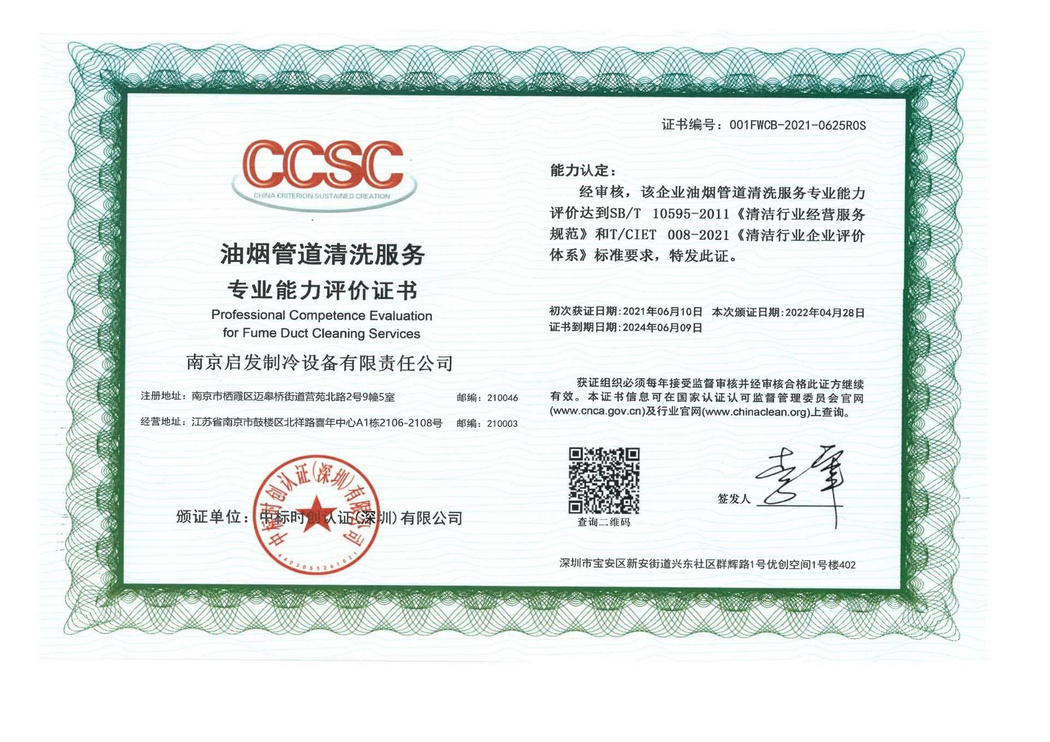 证书编号：001FWCB-2021-0625R0S
CCSC
CHINA CRITERION SUSTAINED CREATION
油烟管道清洗服务
专业能力评价证书
Professional Competence Evaluation
for Fume Duct Cleaning Services
南京启发制冷设备有限责任公司
注册地址：南京市栖霞区迈皋桥街道营苑北路2号9幢5室 邮编：210046
经营地址：江苏省南京市鼓楼区北祥路喜年中心A1栋2106-2108号 邮编：210003
颁证单位：中标时创认证(深圳)有限公司
中标时创认证(深圳)有限公司
能力认定：
经审核，该企业油烟管道清洗服务专业能力
评价达到SB/T 10595-2011《清洁行业经营服务
规范》和T/CIET 008-2021《清洁行业企业评价
体系》标准要求，特发此证。
初次获证日期:2021年06月10日 本次颁证日期:2022年04月28日
证书到期日期:2024年06月09日
获证组织必须每年接受监督审核并经审核合格此证方继续
有效。本证书信息可在国家认证认可监督管理委员会官网
(www.cnca.gov.cn)及行业官网(www.chinaclean.org)上查询。
查询二维码
签发人
深圳市宝安区新安街道兴东社区群辉路1号优创空间1号楼402